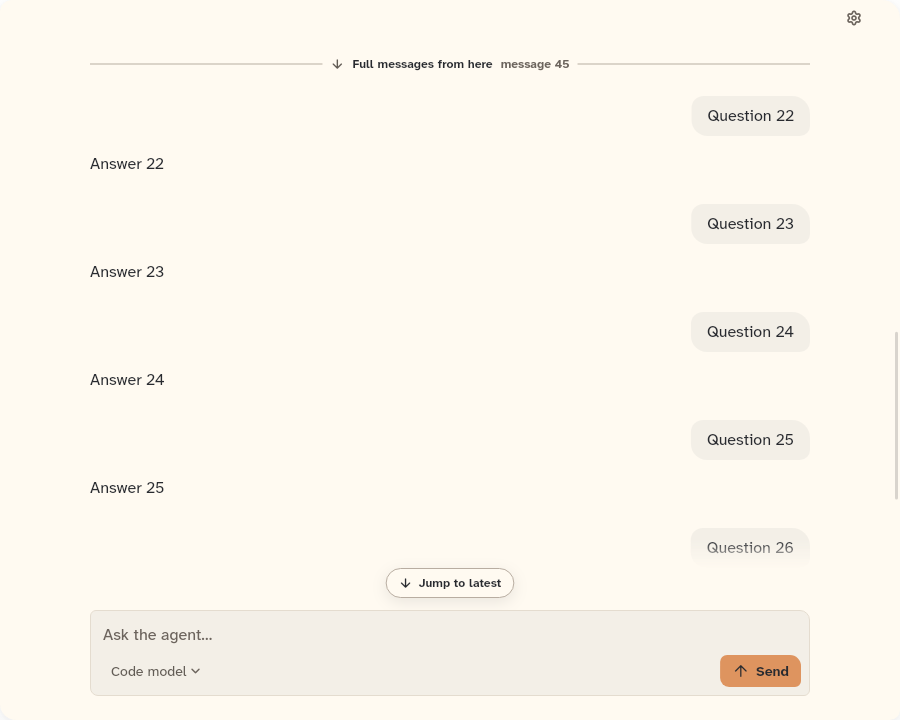 Full messages from here message 45
Question 22
Answer 22
Question 23
Answer 23
Question 24
Answer 24
Question 25
Answer 25
Question 26
Jump to latest
Ask the agent...
Code model
Send